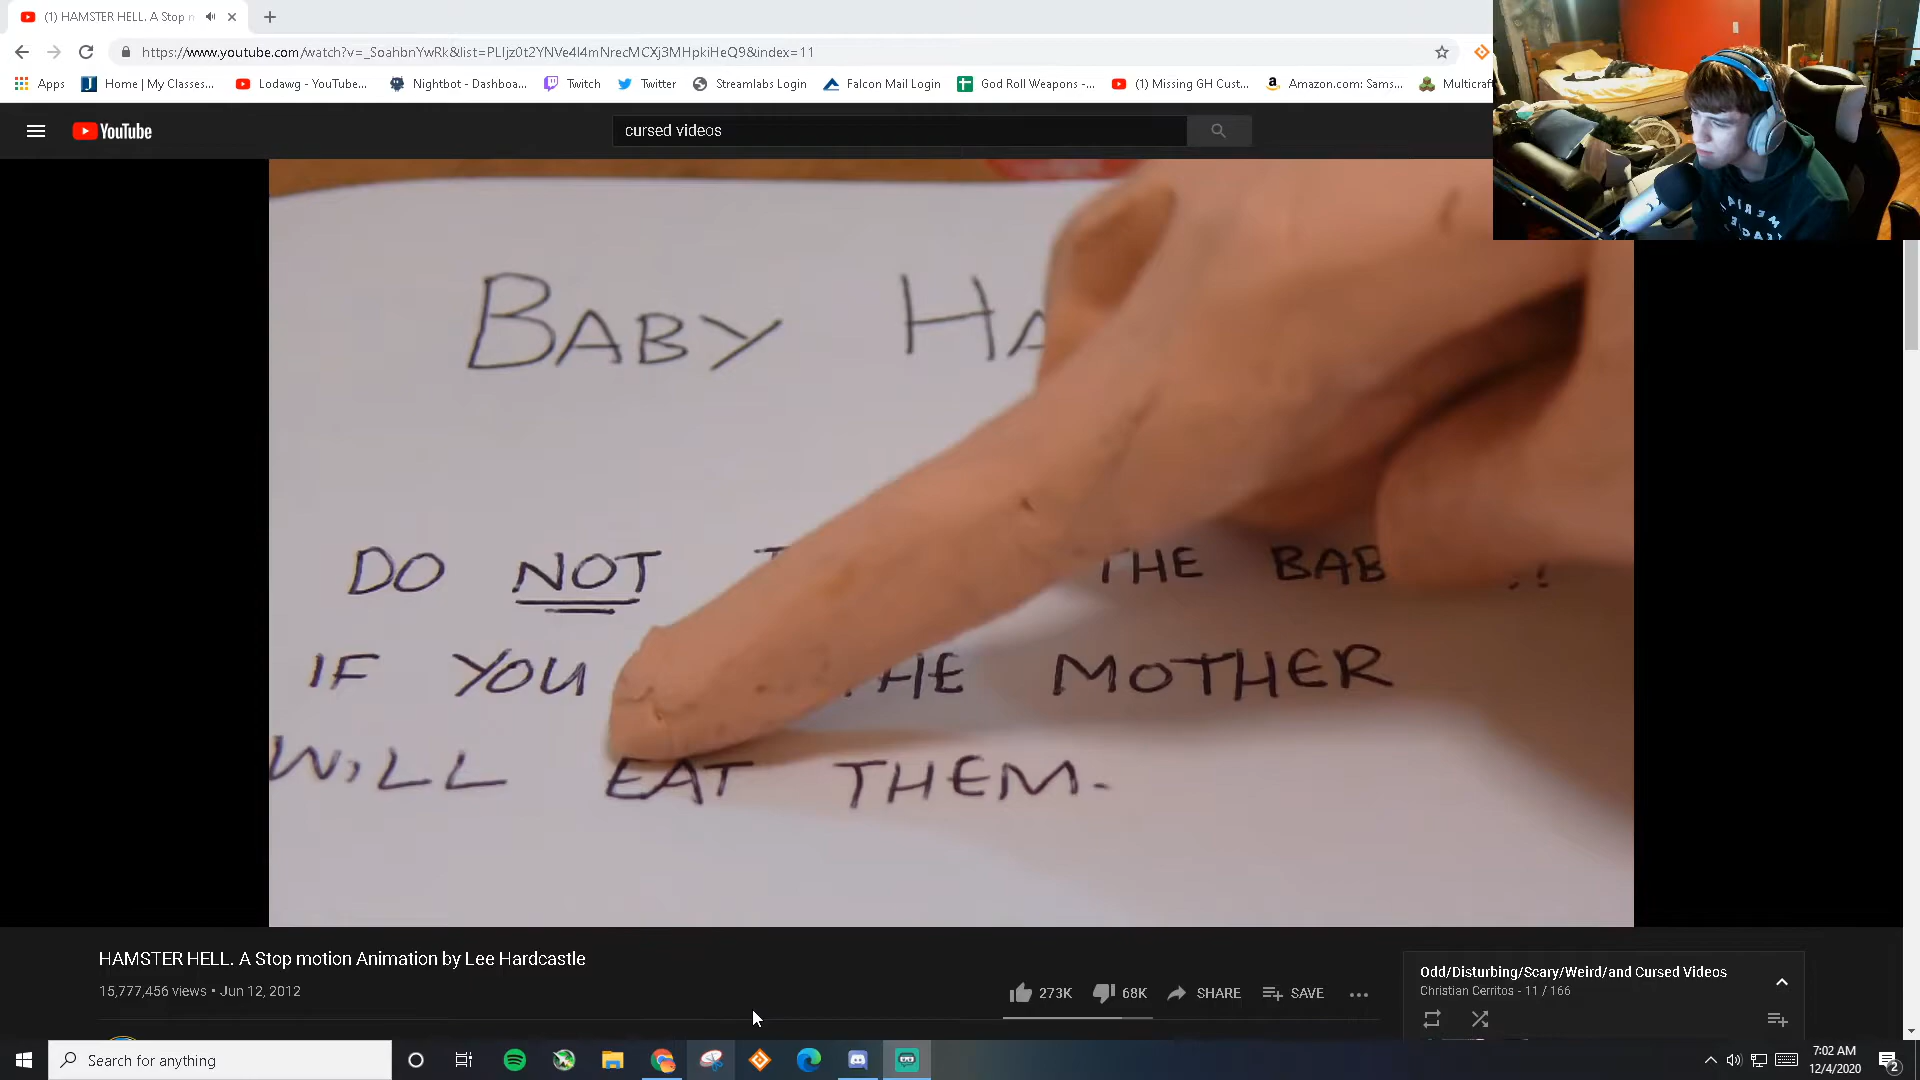 (1) HAMSTER HELL. A Stop n
https://www.youtube.com/watch?v=_SoahbnYwRk&list=PLIjz0t2YNVe4I4mNrecMCXj3MHpkiHeQ9&index=11
Apps Home | My Classes... Lodawg - YouTube... Nightbot - Dashboa... Twitch Twitter Streamlabs Login Falcon Mail Login God Roll Weapons -... (1) Missing GH Cust... Amazon.com: Sams... Multicraf
YouTube
cursed videos
BABY HA
DO NOT THE BAB !!
IF YOU THE MOTHER
WILL EAT THEM.
HAMSTER HELL. A Stop motion Animation by Lee Hardcastle
15,777,456 views • Jun 12, 2012
273K 68K SHARE SAVE
Odd/Disturbing/Scary/Weird/and Cursed Videos
Christian Cerritos - 11 / 166
Search for anything
7:02 AM
12/4/2020
2